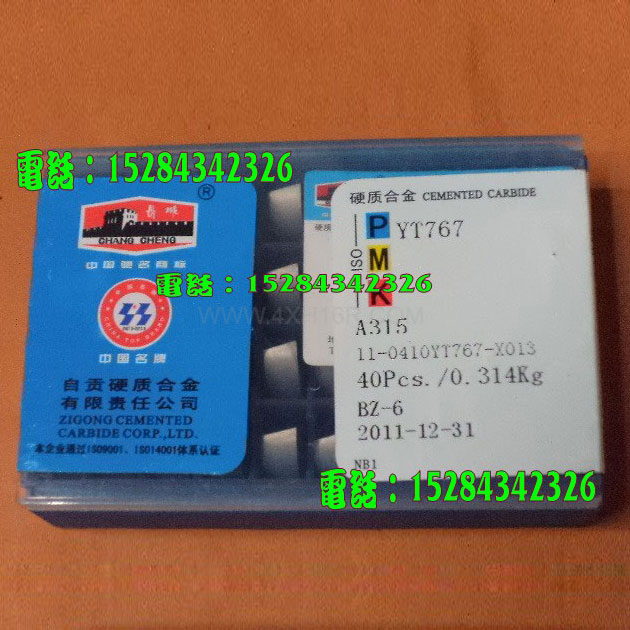 電話：15284342326
長城
®
CHANG CHENG
中国驰名商标
中国名牌
自贡硬质合金
有限责任公司
ZIGONG CEMENTED
CARBIDE CORP.,LTD.
本企业通过ISO9001、ISO14001体系认证
硬质合金 CEMENTED CARBIDE
ISO
P
M
K
YT767
電話：15284342326
A315
11-0410YT767-X013
40Pcs./0.314Kg
BZ-6
2011-12-31
NB1
電話：15284342326